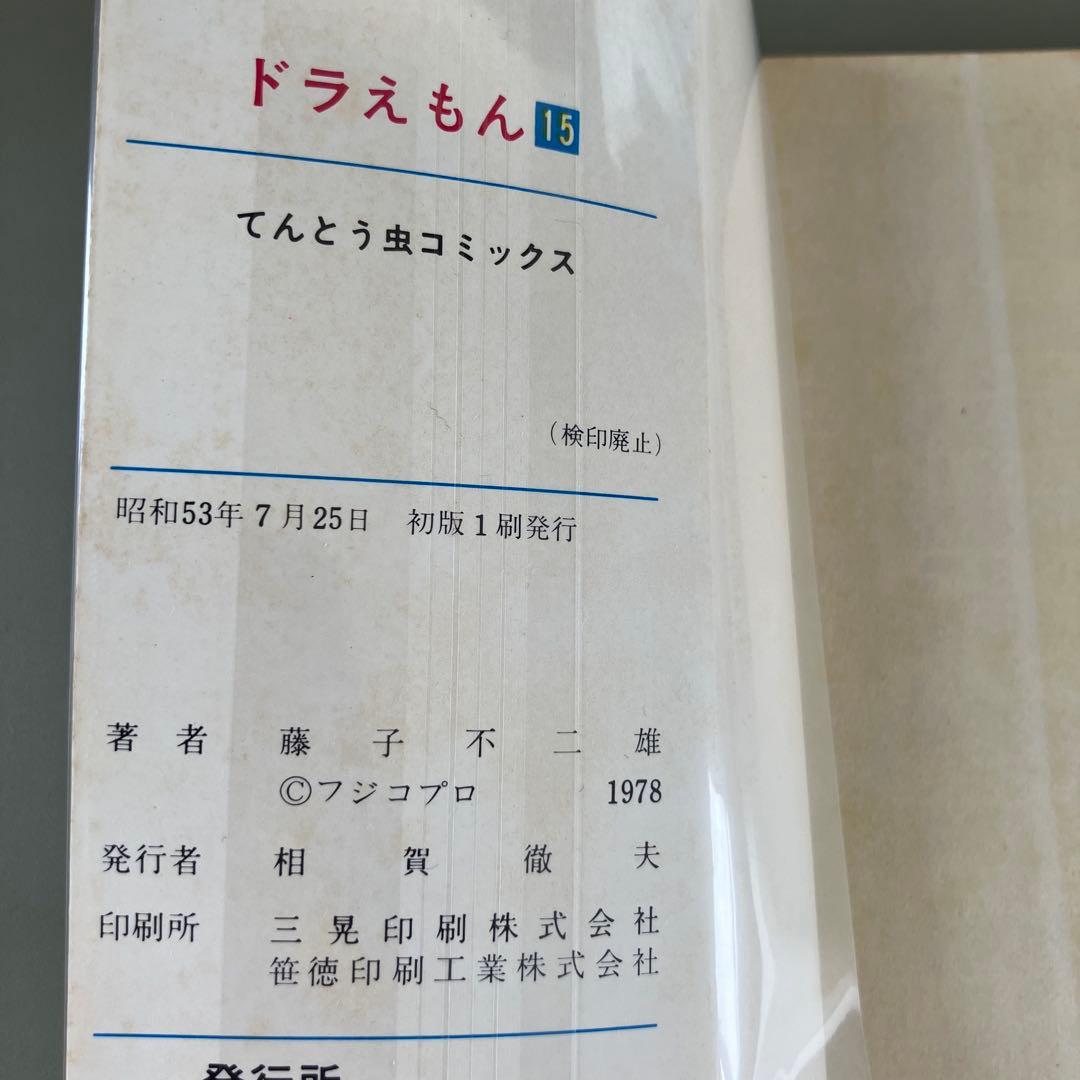 ドラえもん 15
てんとう虫コミックス
(検印廃止)
昭和53年7月25日 初版1刷発行
著者 藤子不二雄
©フジコプロ 1978
発行者 相賀徹夫
印刷所 三晃印刷株式会社
笹徳印刷工業株式会社
発行所